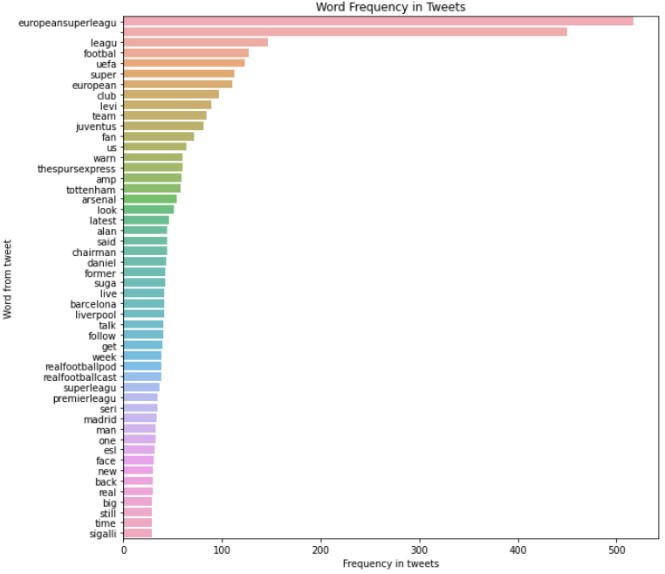 Word Frequency in Tweets
europeansuperleagu
leagu
footbal
uefa
super
european
club
levi
team
juventus
fan
us
warn
thespursexpress
amp
tottenham
arsenal
look
latest
alan
said
chairman
daniel
former
suga
live
barcelona
liverpool
talk
follow
get
week
realfootballpod
realfootballcast
superleagu
premierleagu
seri
madrid
man
one
esl
face
new
back
real
big
still
time
sigalli
Word from tweet
0 100 200 300 400 500
Frequency in tweets